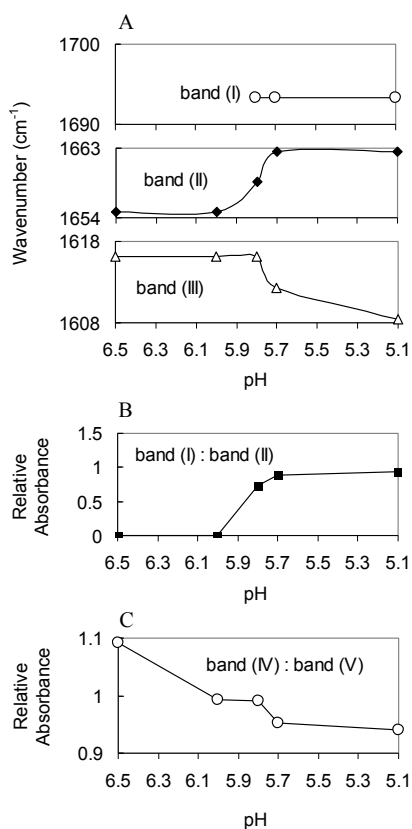 A
Wavenumber (cm-1)
1700
band (I)
1690
1663
band (II)
1654
1618
band (III)
1608
6.5 6.3 6.1 5.9 5.7 5.5 5.3 5.1
pH
B
Relative
Absorbance
1.5
band (I) : band (II)
1
0.5
0
6.5 6.3 6.1 5.9 5.7 5.5 5.3 5.1
pH
C
Relative
Absorbance
1.1
band (IV) : band (V)
1
0.9
6.5 6.3 6.1 5.9 5.7 5.5 5.3 5.1
pH